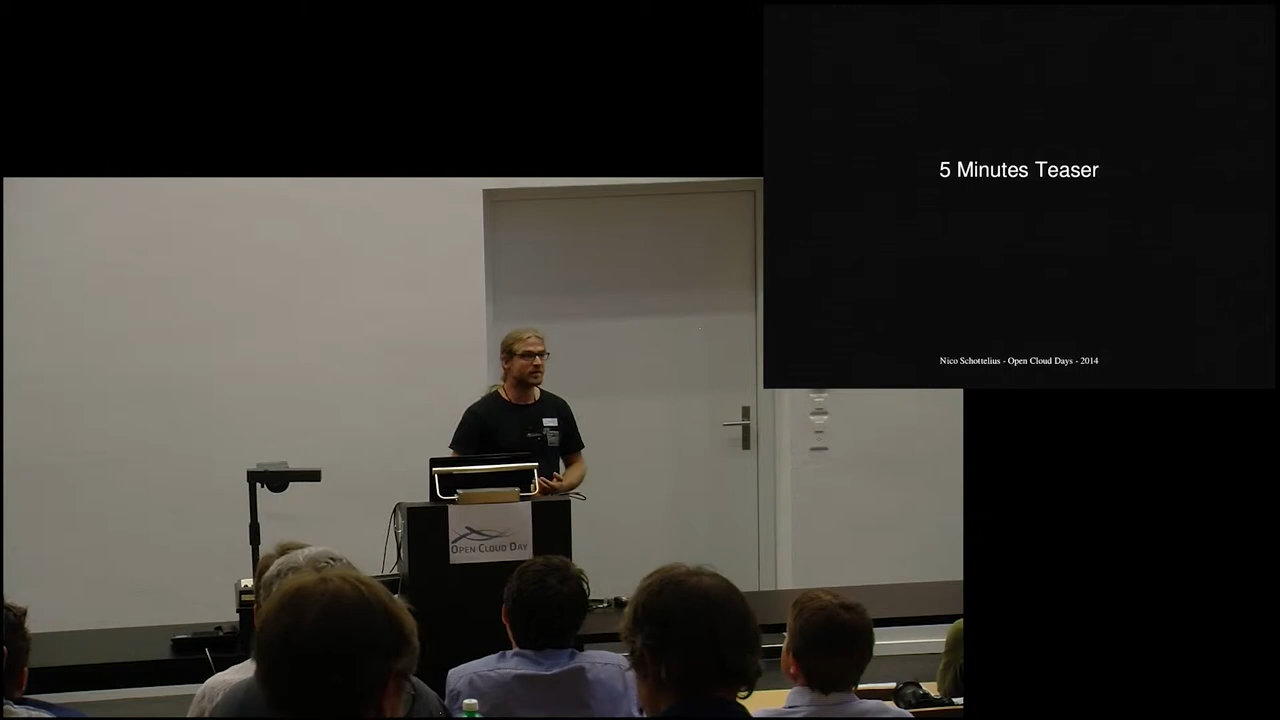 5 Minutes Teaser
Nico Schottelius - Open Cloud Days - 2014
OPEN CLOUD DAY